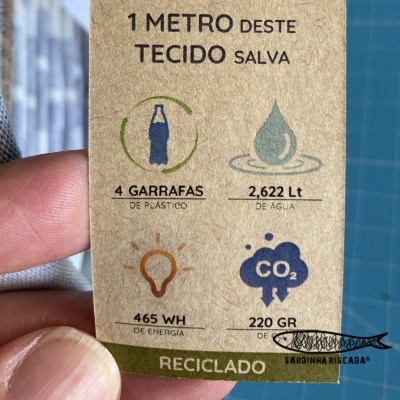 1 METRO DESTE
TECIDO SALVA
4 GARRAFAS
DE PLÁSTICO
2,622 Lt
DE ÁGUA
CO₂
465 WH
DE ENERGIA
220 GR
DE
RECICLADO
SARDINHA RISCADA®